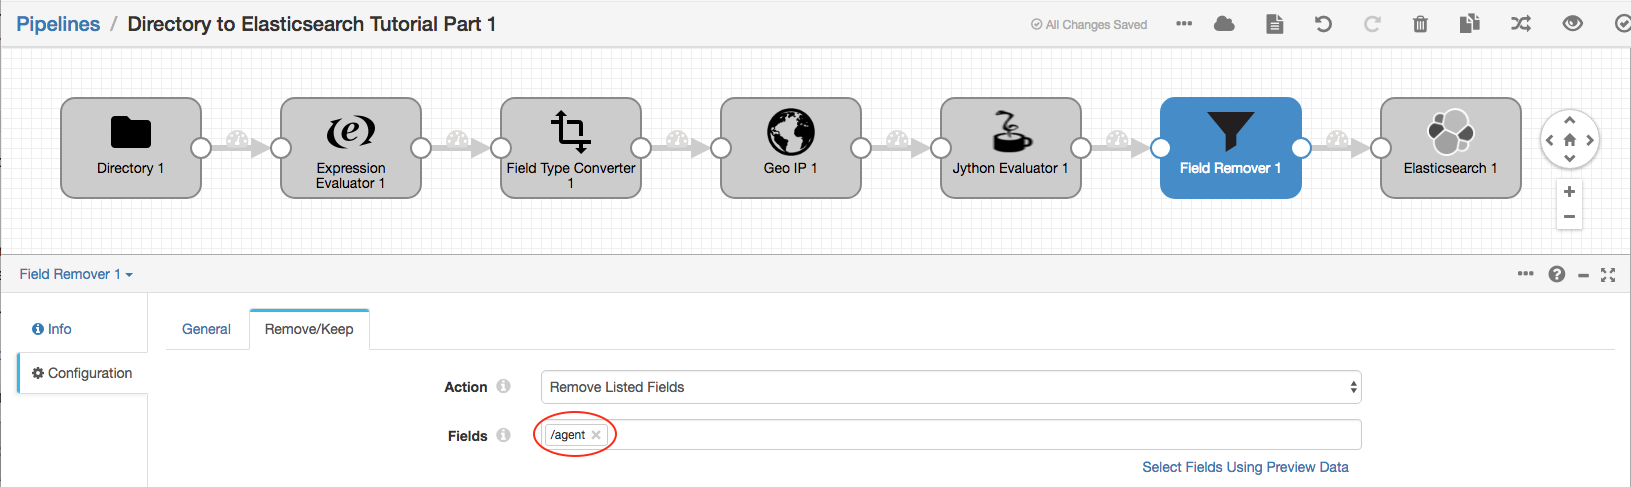 Pipelines / Directory to Elasticsearch Tutorial Part 1
All Changes Saved
Directory 1
Expression
Evaluator 1
Field Type Converter
1
Geo IP 1
Jython Evaluator 1
Field Remover 1
Elasticsearch 1
Field Remover 1
Info
General
Remove/Keep
Configuration
Action
Remove Listed Fields
Fields
/agent
Select Fields Using Preview Data